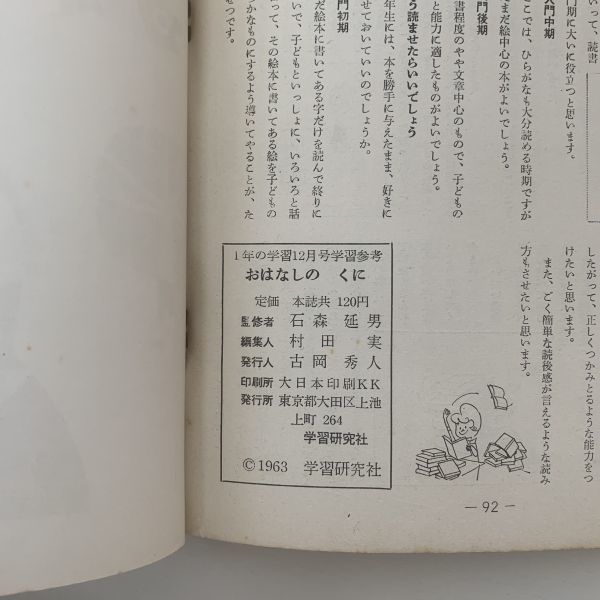 いって、読書
門期に大いに役立つと思います。
入門中期
ここでは、ひらがなも大分読める時期ですが
まだ絵中心の本がよいでしょう。
門後期
書程度のやや文章中心のもので、子どもの
と能力に適したものがよいでしょう。
う読ませたらいいでしょう
年生には、本を勝手に与えたまま、好きに
せておいていいのでしょうか。
門初期
だ絵本に書いてある字だけを読んで終りに
いで、子どもといっしょに、いろいろと話
って、その絵本に書いてある絵を子どもの
かなものにするよう導いてやることが、た
せつです。
したがって、正しくつかみとるような能力をつ
けたいと思います。
また、ごく簡単な読後感が言えるような読み
方もさせたいと思います。
1年の学習12月号学習参考
おはなしの くに
定価 本誌共 120円
監修者 石森延男
編集人 村田 実
発行人 古岡秀人
印刷所 大日本印刷KK
発行所 東京都大田区上池
上町 264
学習研究社
©1963 学習研究社
—92—